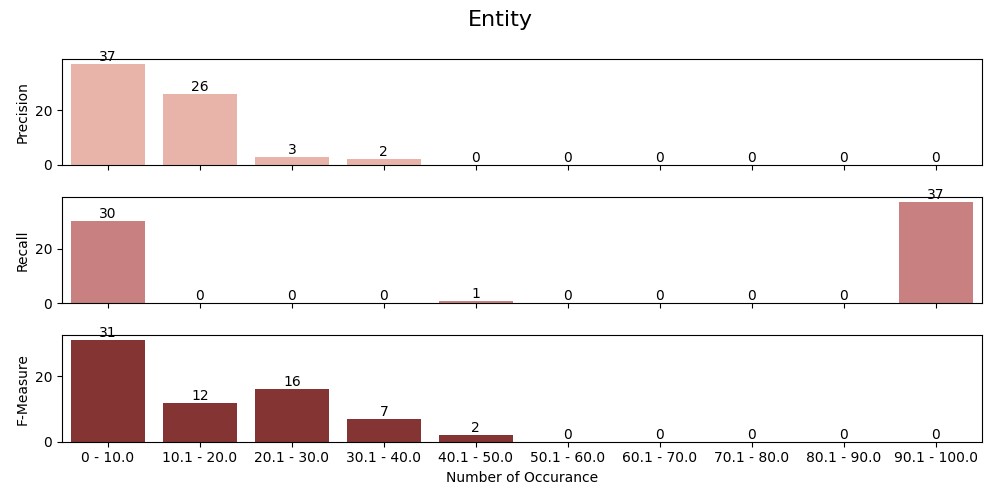 Entity
37 26 3 2 0 0 0 0 0 0
20
0
Precision
30 0 0 0 1 0 0 0 0 37
20
0
Recall
31 12 16 7 2 0 0 0 0 0
20
0
F-Measure
0 - 10.0 10.1 - 20.0 20.1 - 30.0 30.1 - 40.0 40.1 - 50.0 50.1 - 60.0 60.1 - 70.0 70.1 - 80.0 80.1 - 90.0 90.1 - 100.0
Number of Occurance